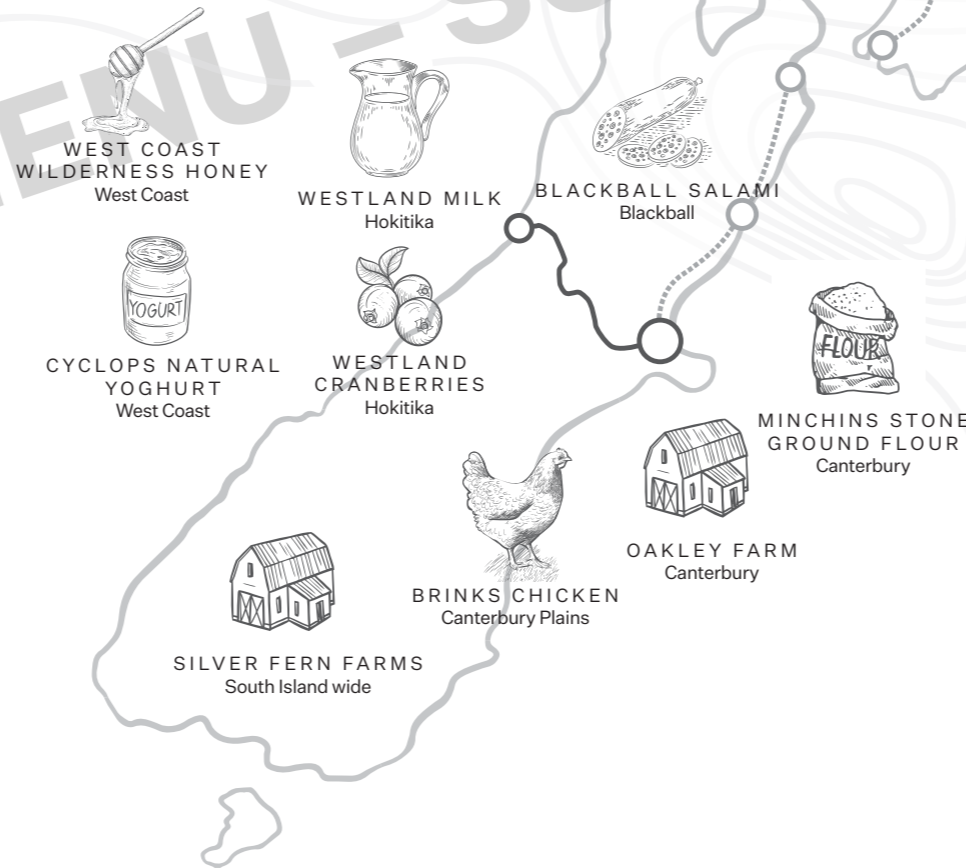 MENU – S
WEST COAST
WILDERNESS HONEY
West Coast
WESTLAND MILK
Hokitika
BLACKBALL SALAMI
Blackball
YOGURT
CYCLOPS NATURAL
YOGHURT
West Coast
WESTLAND
CRANBERRIES
Hokitika
FLOUR
MINCHINS STONE
GROUND FLOUR
Canterbury
OAKLEY FARM
Canterbury
BRINKS CHICKEN
Canterbury Plains
SILVER FERN FARMS
South Island wide